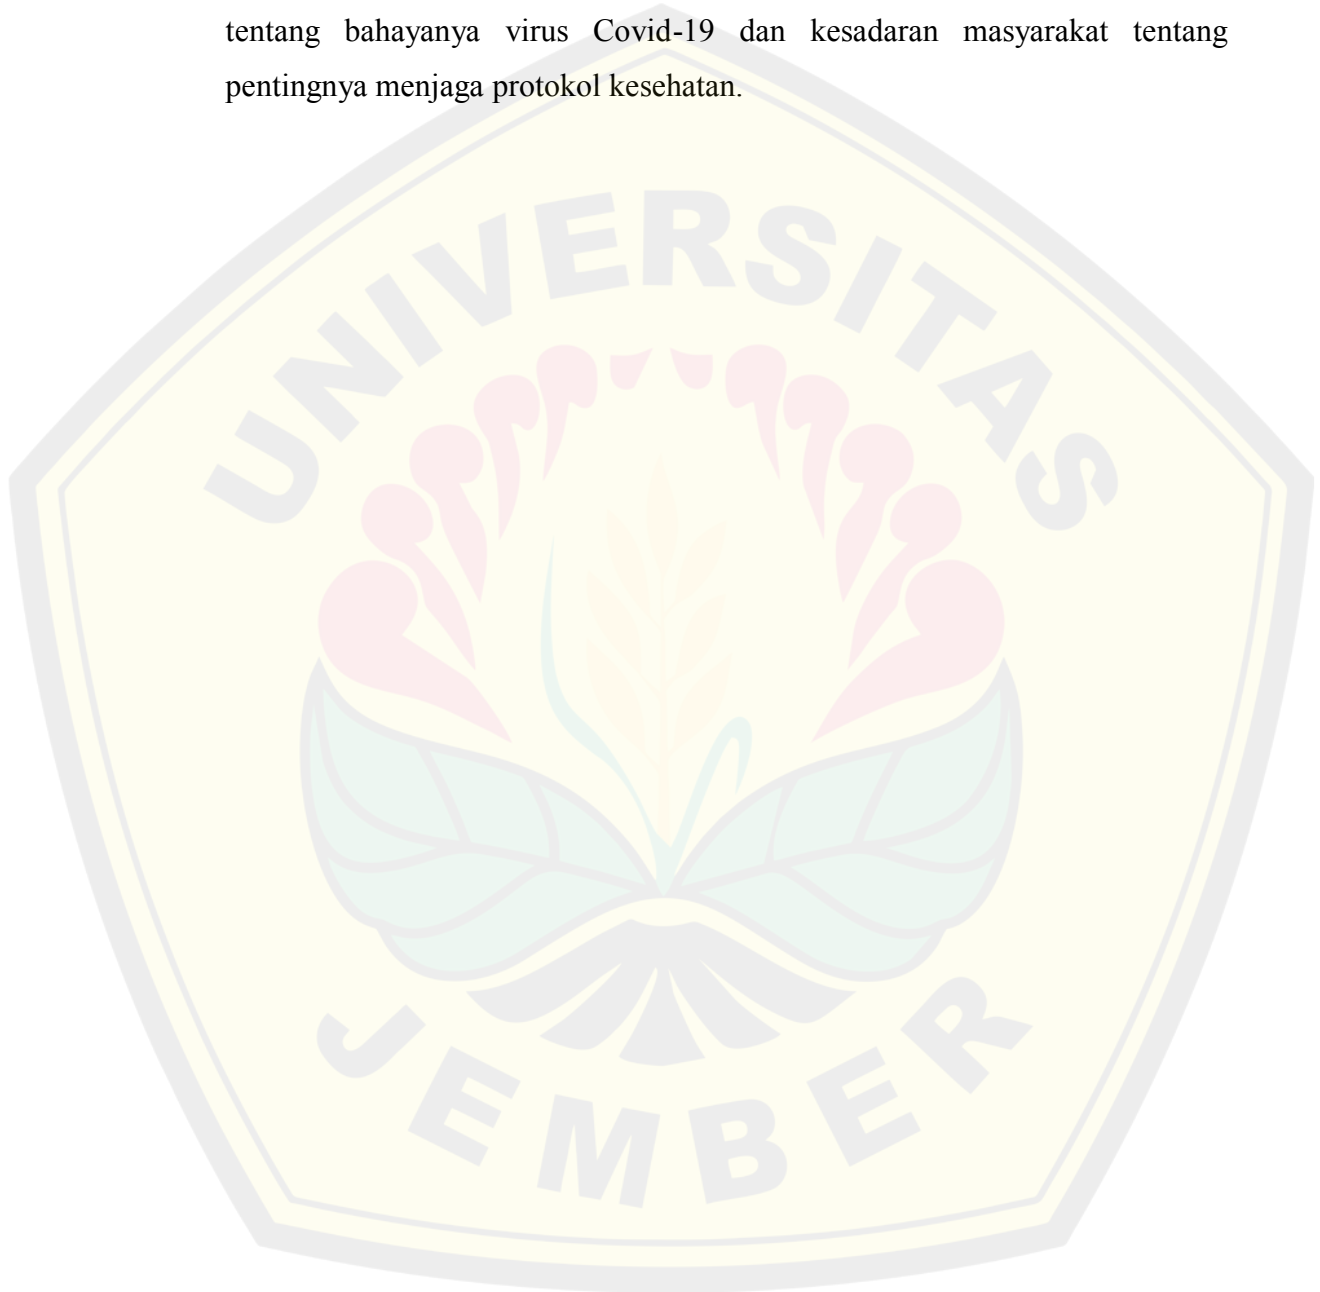 tentang bahayanya virus Covid-19 dan kesadaran masyarakat tentang
pentingnya menjaga protokol kesehatan.
UNIVERSITAS
JEMBER